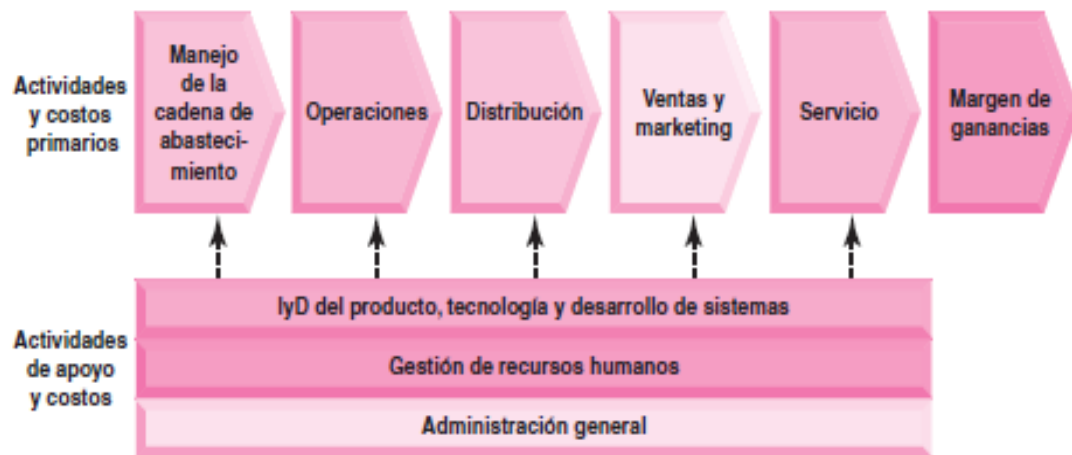 Actividades
y costos
primarios
Manejo
de la
cadena de
abasteci-
miento
Operaciones
Distribución
Ventas y
marketing
Servicio
Margen de
ganancias
Actividades
de apoyo
y costos
IyD del producto, tecnología y desarrollo de sistemas
Gestión de recursos humanos
Administración general